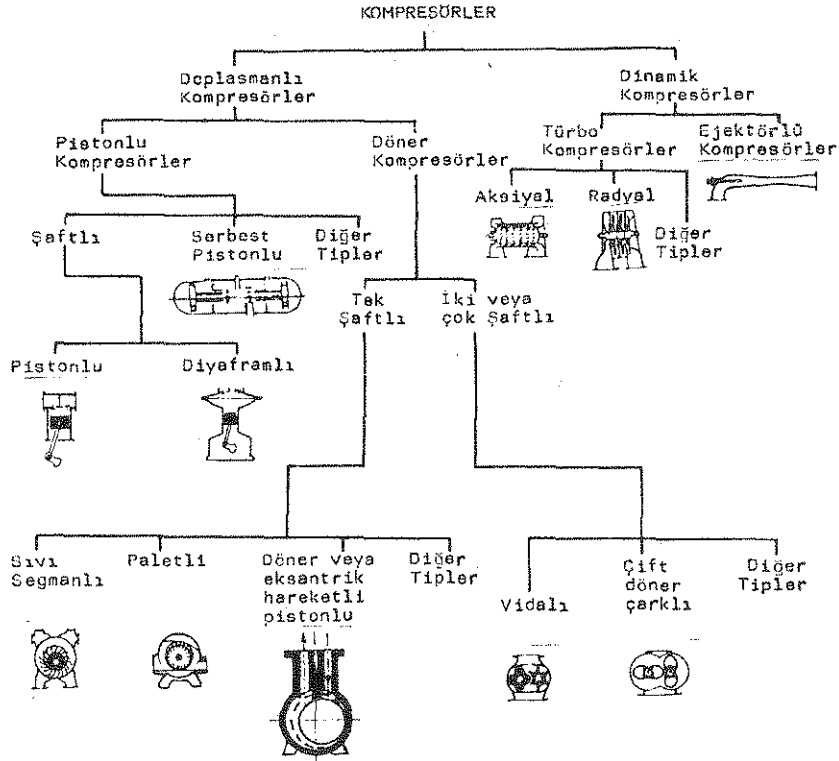 KOMPRESÖRLER
Deplasmanlı
Kompresörler
Dinamik
Kompresörler
Pistonlu
Kompresörler
Döner
Kompresörler
Türbo
Kompresörler
Ejektörlü
Kompresörler
Aksiyal
Radyal
Diğer
Tipler
Şaftlı
Serbest
Pistonlu
Diğer
Tipler
Tek
Şaftlı
İki veya
çok Şaftlı
Pistonlu
Diyaframlı
Sıvı
Segmanlı
Paletli
Döner veya
eksantrik
hareketli
pistonlu
Diğer
Tipler
Vidalı
Çift
döner
çarklı
Diğer
Tipler